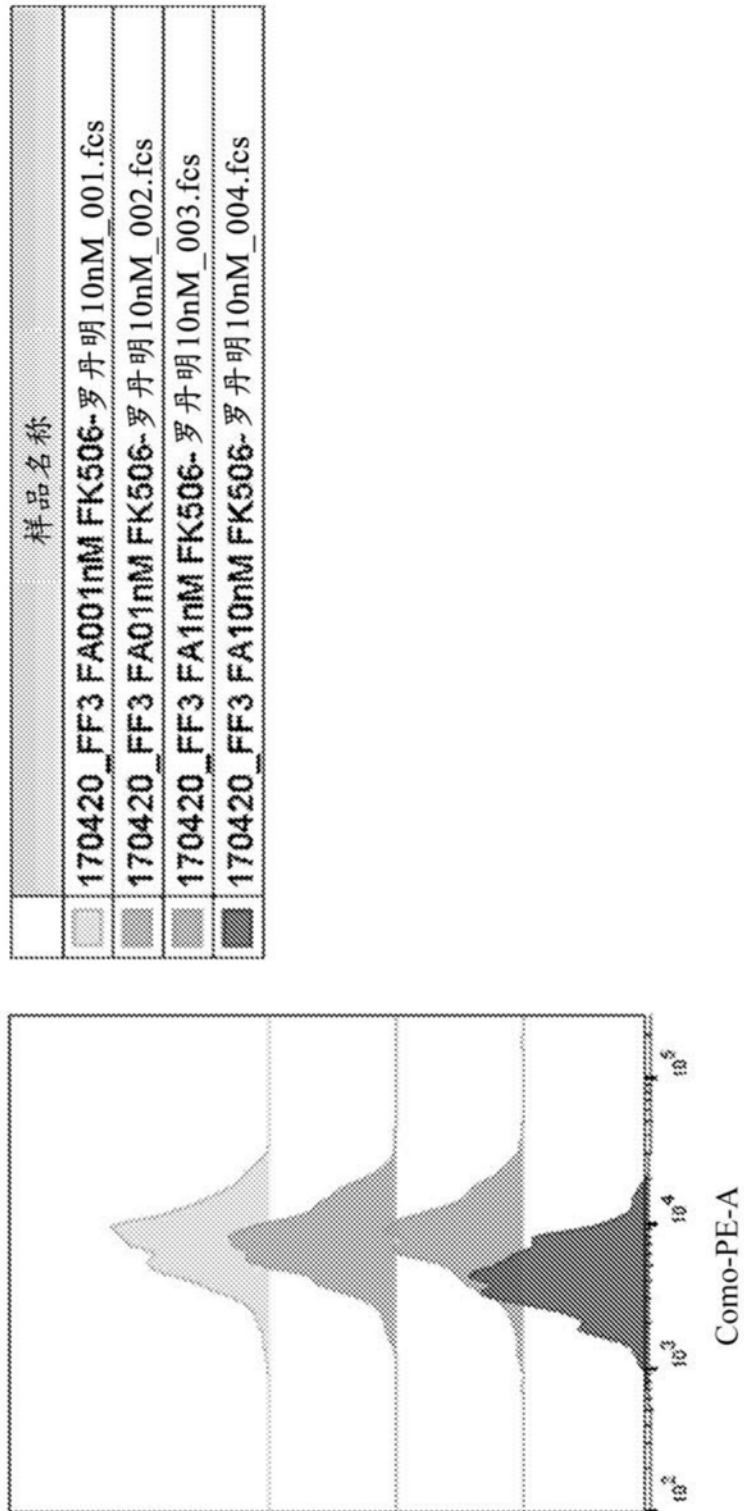 样品名称
170420_FF3 FA001nM FK506-罗丹明10nM_001.fcs
170420_FF3 FA01nM FK506-罗丹明10nM_002.fcs
170420_FF3 FA1nM FK506-罗丹明10nM_003.fcs
170420_FF3 FA10nM FK506-罗丹明10nM_004.fcs
10² 10³ 10⁴ 10⁵
Como-PE-A